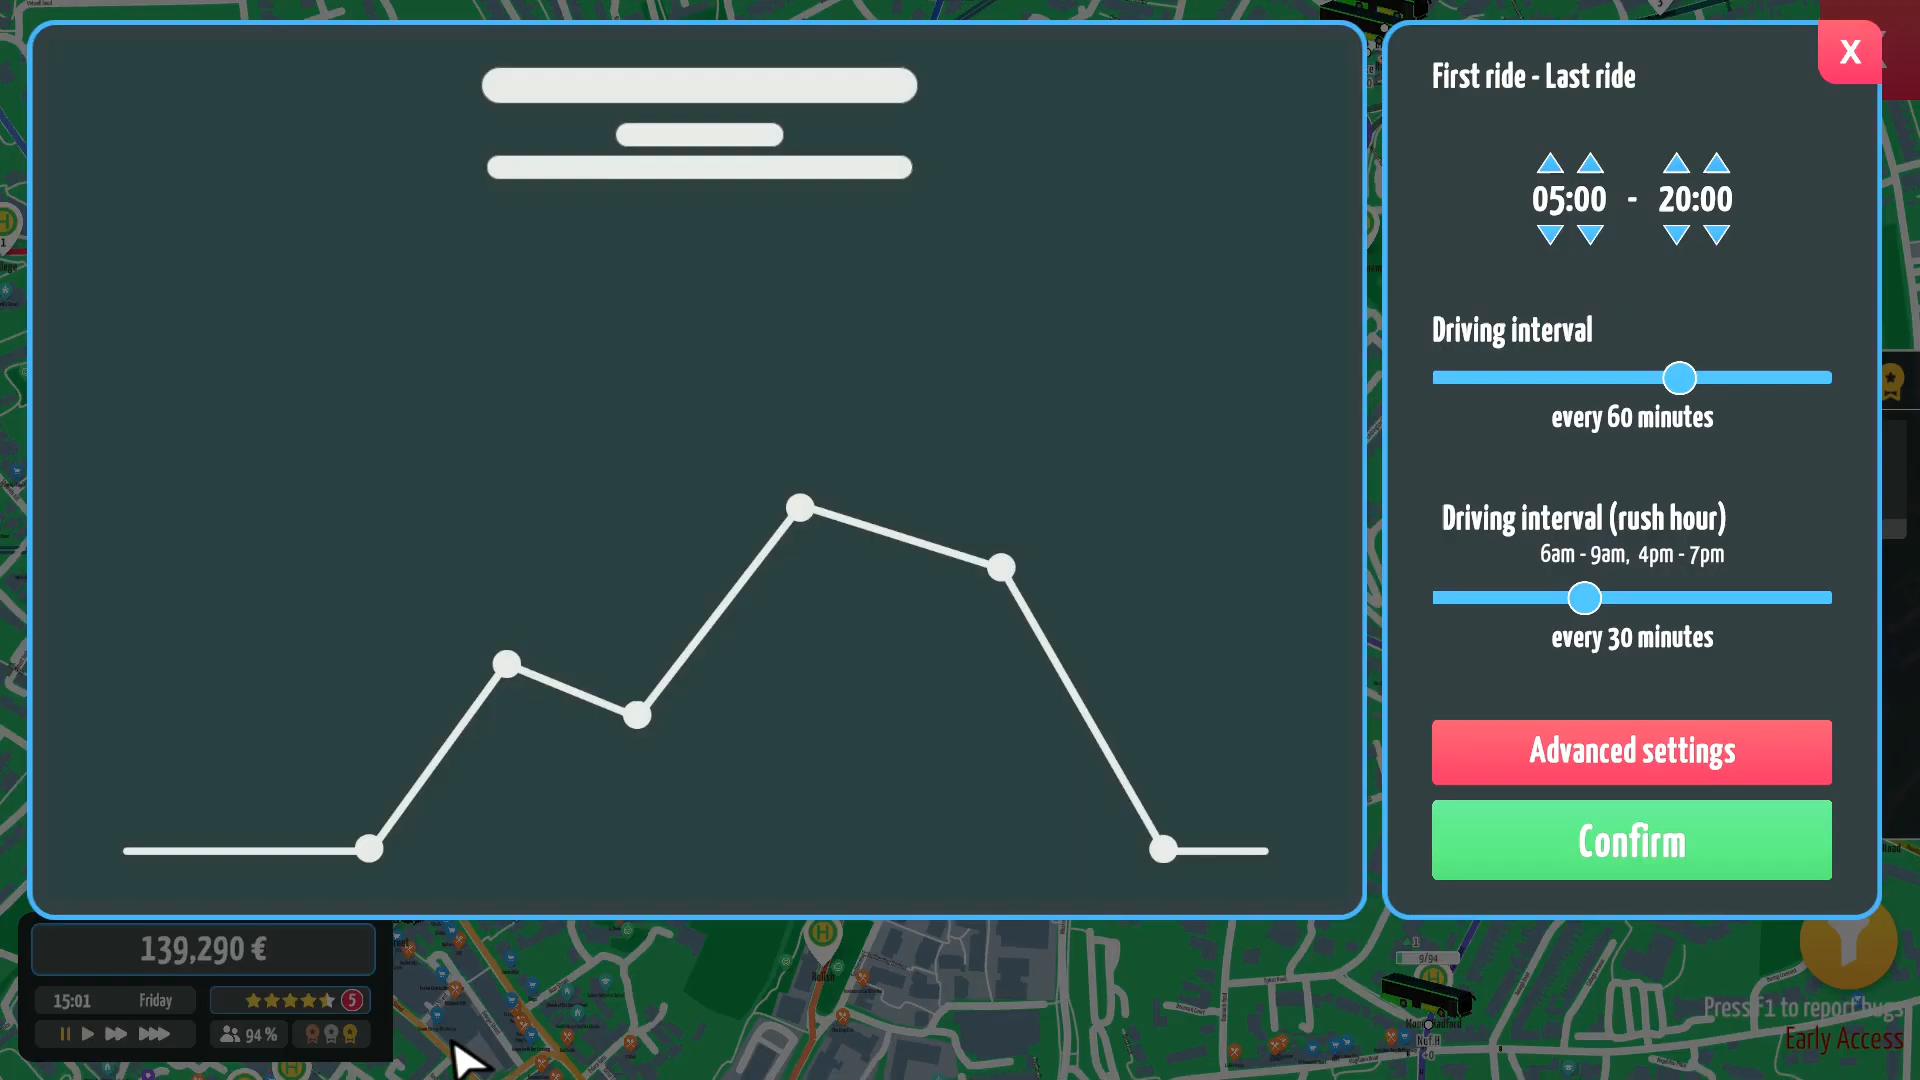 First ride - Last ride
X
05:00 - 20:00
Driving interval
every 60 minutes
Driving interval (rush hour)
6am - 9am, 4pm - 7pm
every 30 minutes
Advanced settings
Confirm
139,290 €
15:01 Friday
5
94 %
9/94
Press F1 to report bugs
Early Access